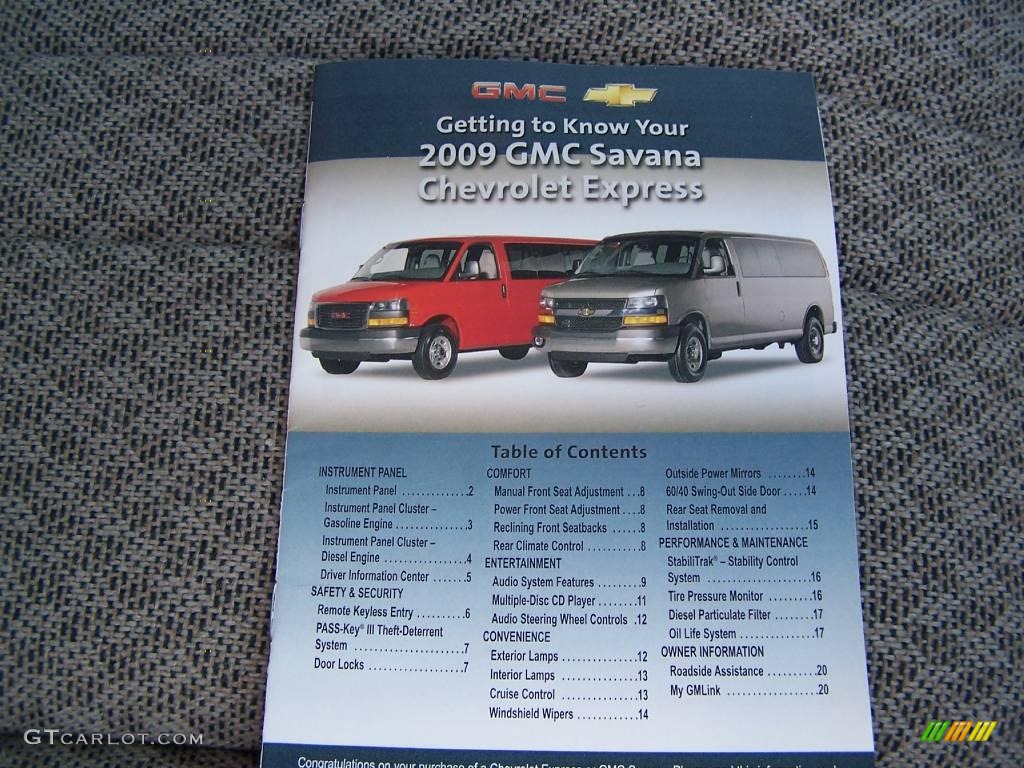 GMC
Getting to Know Your
2009 GMC Savana
Chevrolet Express
GMC
Table of Contents
INSTRUMENT PANEL
Instrument Panel .............2
Instrument Panel Cluster –
Gasoline Engine ..............3
Instrument Panel Cluster –
Diesel Engine ................4
Driver Information Center .......5
SAFETY & SECURITY
Remote Keyless Entry .........6
PASS-Key® III Theft-Deterrent
System .....................7
Door Locks ..................7
COMFORT
Manual Front Seat Adjustment ...8
Power Front Seat Adjustment ....8
Reclining Front Seatbacks ......8
Rear Climate Control ..........8
ENTERTAINMENT
Audio System Features ........9
Multiple-Disc CD Player........11
Audio Steering Wheel Controls .12
CONVENIENCE
Exterior Lamps ..............12
Interior Lamps ..............13
Cruise Control ..............13
Windshield Wipers ............14
Outside Power Mirrors .........14
60/40 Swing-Out Side Door .....14
Rear Seat Removal and
Installation .................15
PERFORMANCE & MAINTENANCE
StabiliTrak® – Stability Control
System .....................16
Tire Pressure Monitor .........16
Diesel Particulate Filter ........17
Oil Life System ..............17
OWNER INFORMATION
Roadside Assistance ..........20
My GMLink ..................20
Congratulations on your purchase of a Chevrolet Express or GMC Savana. Please read this information and
GTCARLOT.COM